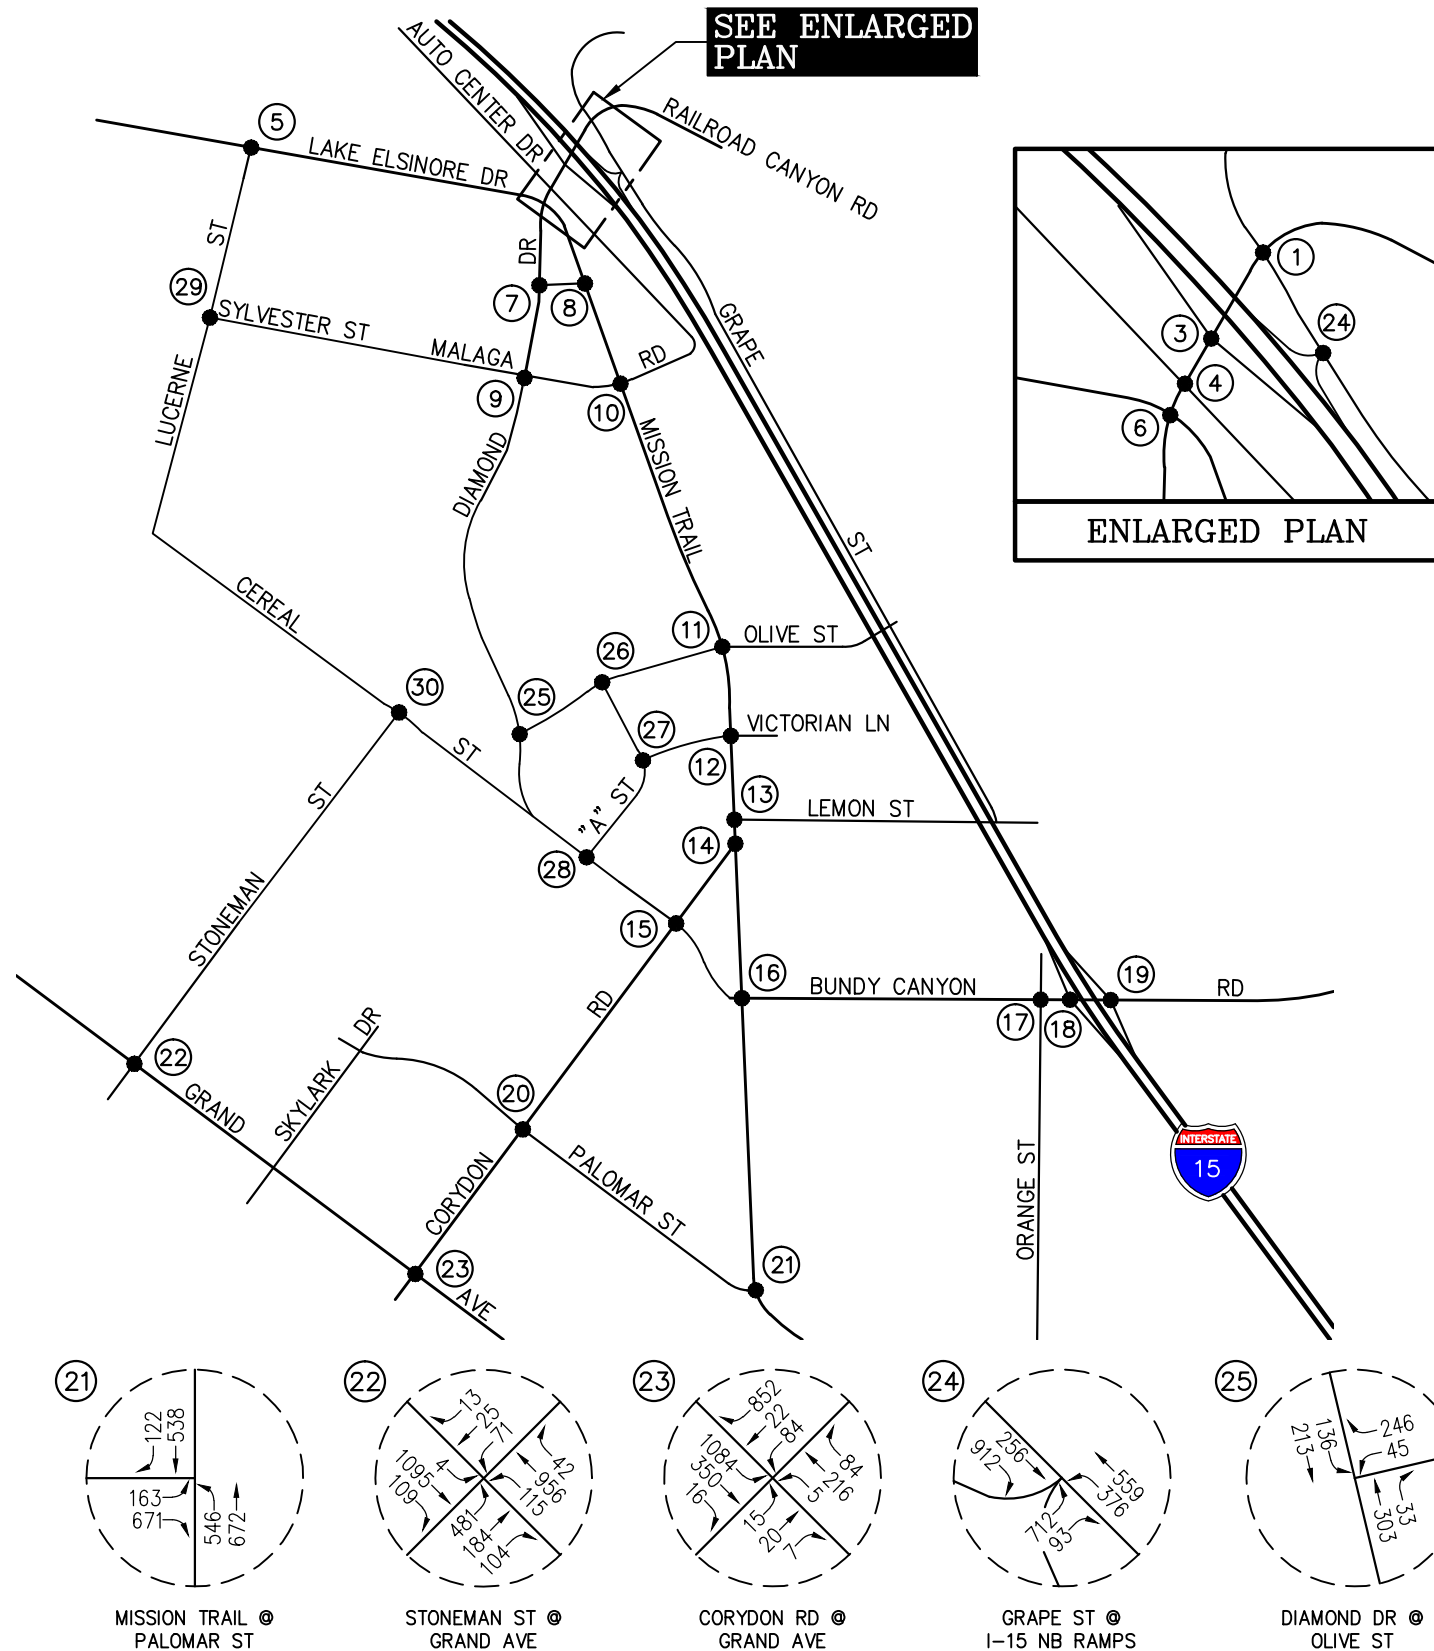 SEE ENLARGED
PLAN
AUTO CENTER DR
RAILROAD CANYON RD
5
LAKE ELSINORE DR
ST
DR
29
7
8
SYLVESTER ST
MALAGA
RD
GRAPE
LUCERNE
9
10
DIAMOND
MISSION TRAIL
ST
1
24
3
4
6
ENLARGED PLAN
CEREAL
11
OLIVE ST
26
30
25
VICTORIAN LN
27
12
ST
ST
"A" ST
13
LEMON ST
14
28
STONEMAN
15
16
BUNDY CANYON
19
RD
RD
17
18
DR
22
20
GRAND
SKYLARK
INTERSTATE
15
CORYDON
PALOMAR ST
ORANGE ST
23
21
AVE
21
122
538
163
671
546
672
MISSION TRAIL @
PALOMAR ST
22
13
25
71
1095
4
109
42
956
115
481
184
104
STONEMAN ST @
GRAND AVE
23
852
22
84
1084
350
16
84
216
5
15
20
7
CORYDON RD @
GRAND AVE
24
256
912
559
376
712
93
GRAPE ST @
I-15 NB RAMPS
25
136
213
246
45
33
303
DIAMOND DR @
OLIVE ST